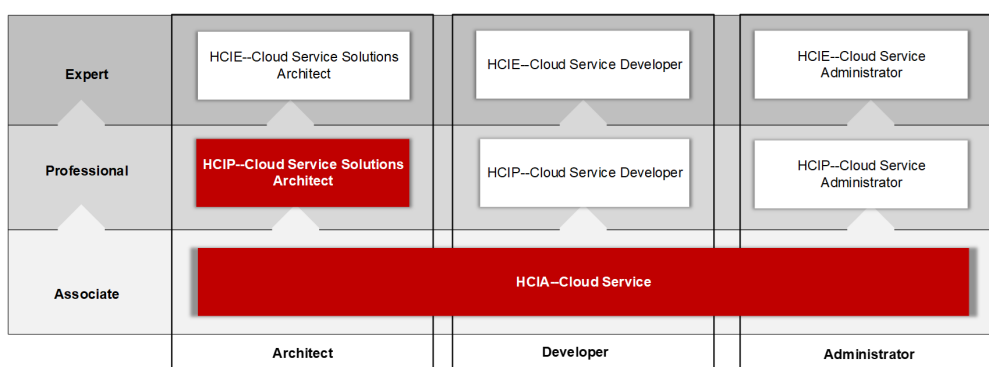 Expert
HCIE--Cloud Service Solutions
Architect
HCIE--Cloud Service Developer
HCIE--Cloud Service
Administrator
Professional
HCIP--Cloud Service Solutions
Architect
HCIP--Cloud Service Developer
HCIP--Cloud Service
Administrator
Associate
HCIA--Cloud Service
Architect
Developer
Administrator